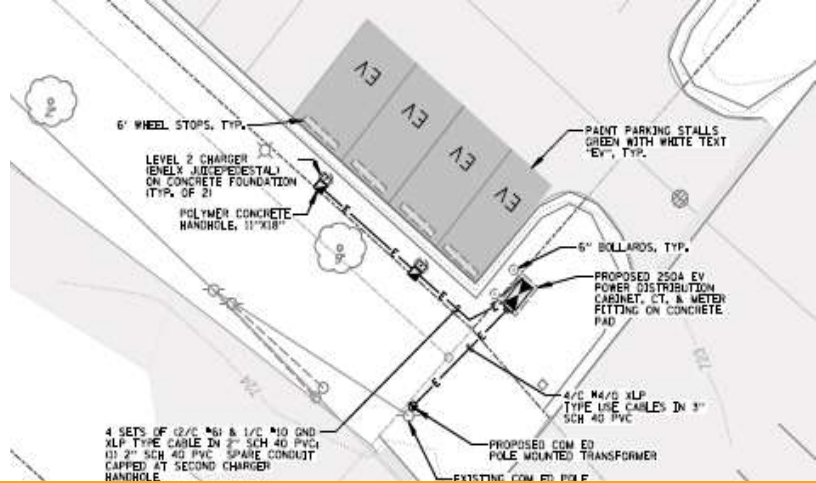 EV
EV
EV
EV
6' WHEEL STOPS, TYP.
LEVEL 2 CHARGER
(ENELX JUICEPEDESTAL)
ON CONCRETE FOUNDATION
(TYP. OF 2)
POLYMER CONCRETE
HANDHOLE, 11"X18"
PAINT PARKING STALLS
GREEN WITH WHITE TEXT
"EV", TYP.
6" BOLLARDS, TYP.
PROPOSED 250A EV
POWER DISTRIBUTION
CABINET, CT, & METER
FITTING ON CONCRETE
PAD
723
724
E
E
E
E
E
E
E
4/C #4/0 XLP
TYPE USE CABLES IN 3"
SCH 40 PVC
4 SETS OF (2/C #6) & 1/C #10 GND
XLP TYPE CABLE IN 2" SCH 40 PVC;
(1) 2" SCH 40 PVC SPARE CONDUIT
CAPPED AT SECOND CHARGER
HANDHOLE
PROPOSED COM ED
POLE MOUNTED TRANSFORMER
EXISTING COM ED POLE